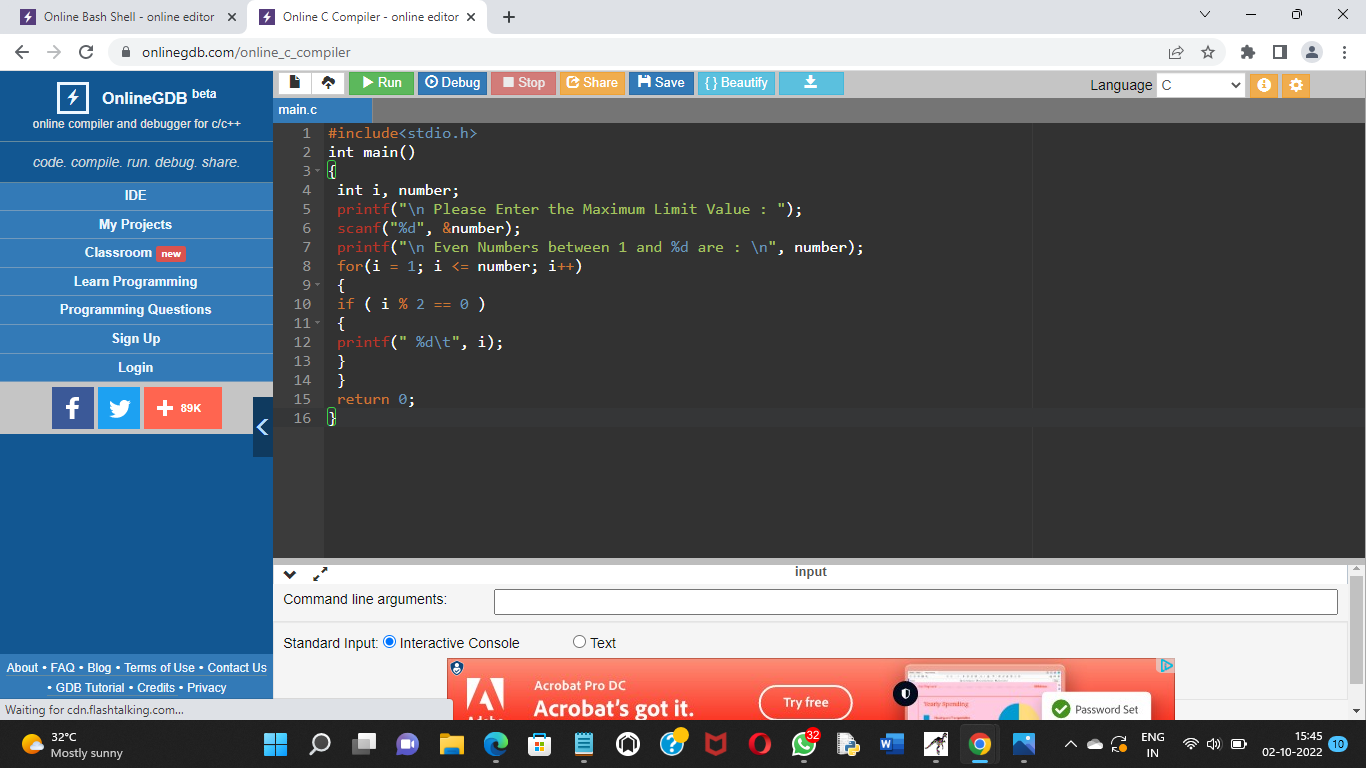 Online Bash Shell - online editor
Online C Compiler - online editor
onlinegdb.com/online_c_compiler
OnlineGDB beta
online compiler and debugger for c/c++
code. compile. run. debug. share.
IDE
My Projects
Classroom new
Learn Programming
Programming Questions
Sign Up
Login
89K
About • FAQ • Blog • Terms of Use • Contact Us
• GDB Tutorial • Credits • Privacy
Waiting for cdn.flashtalking.com...
Run Debug Stop Share Save { } Beautify
Language C
main.c
1 #include<stdio.h>
2 int main()
3 {
4 int i, number;
5 printf("\n Please Enter the Maximum Limit Value : ");
6 scanf("%d", &number);
7 printf("\n Even Numbers between 1 and %d are : \n", number);
8 for(i = 1; i <= number; i++)
9 {
10 if ( i % 2 == 0 )
11 {
12 printf(" %d\t", i);
13 }
14 }
15 return 0;
16 }
input
Command line arguments:
Standard Input: Interactive Console Text
Acrobat Pro DC
Acrobat's got it.
Try free
Yearly Spending
Password Set
32°C
Mostly sunny
32
ENG
IN
15:45
02-10-2022
10